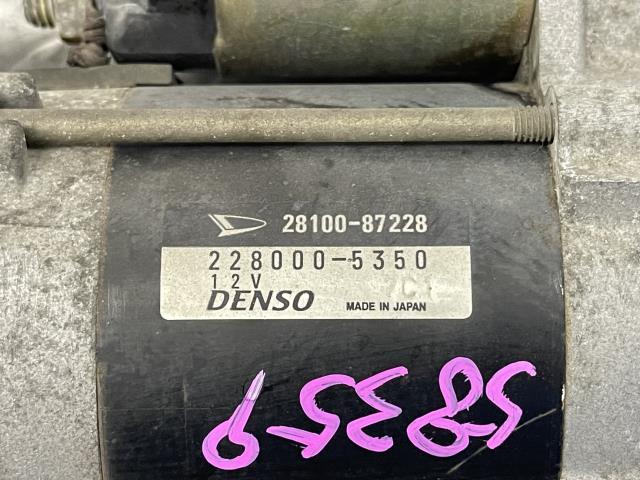 28100-87228
228000-5350
12V
DENSO MADE IN JAPAN